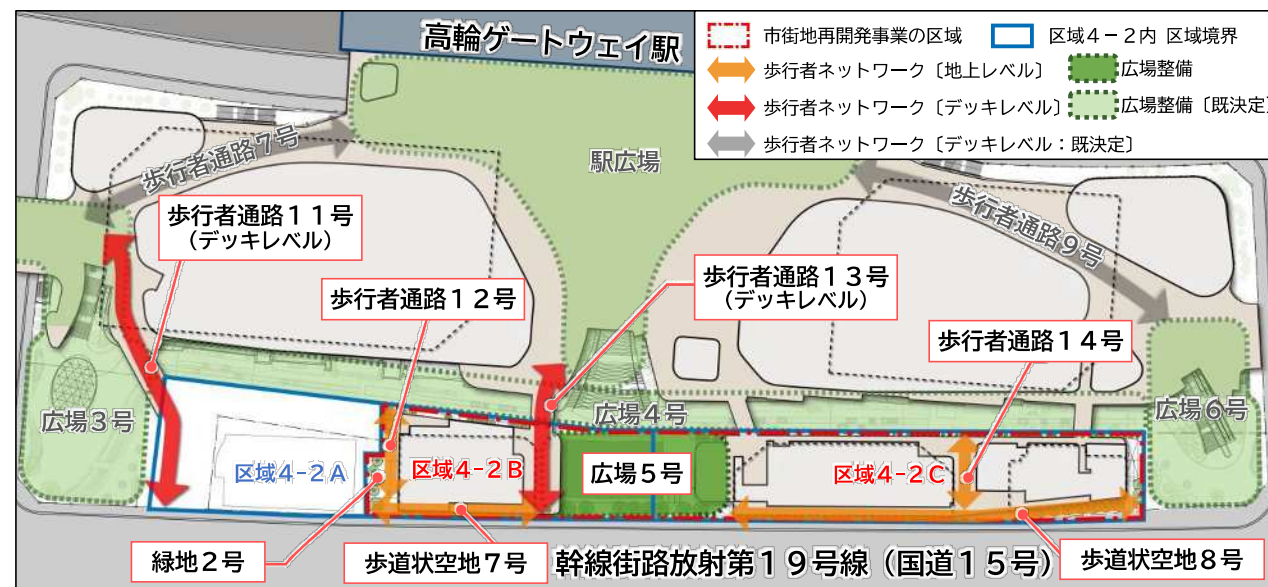 高輪ゲートウェイ駅
市街地再開発事業の区域
区域4-2内 区域境界
歩行者ネットワーク〔地上レベル〕
広場整備
歩行者ネットワーク〔デッキレベル〕
広場整備〔既決定〕
歩行者ネットワーク〔デッキレベル：既決定〕
歩行者通路7号
駅広場
歩行者通路9号
歩行者通路11号
（デッキレベル）
歩行者通路12号
歩行者通路13号
（デッキレベル）
歩行者通路14号
広場3号
広場4号
広場6号
区域4-2A
区域4-2B
広場5号
区域4-2C
緑地2号
歩道状空地7号
幹線街路放射第19号線（国道15号）
歩道状空地8号